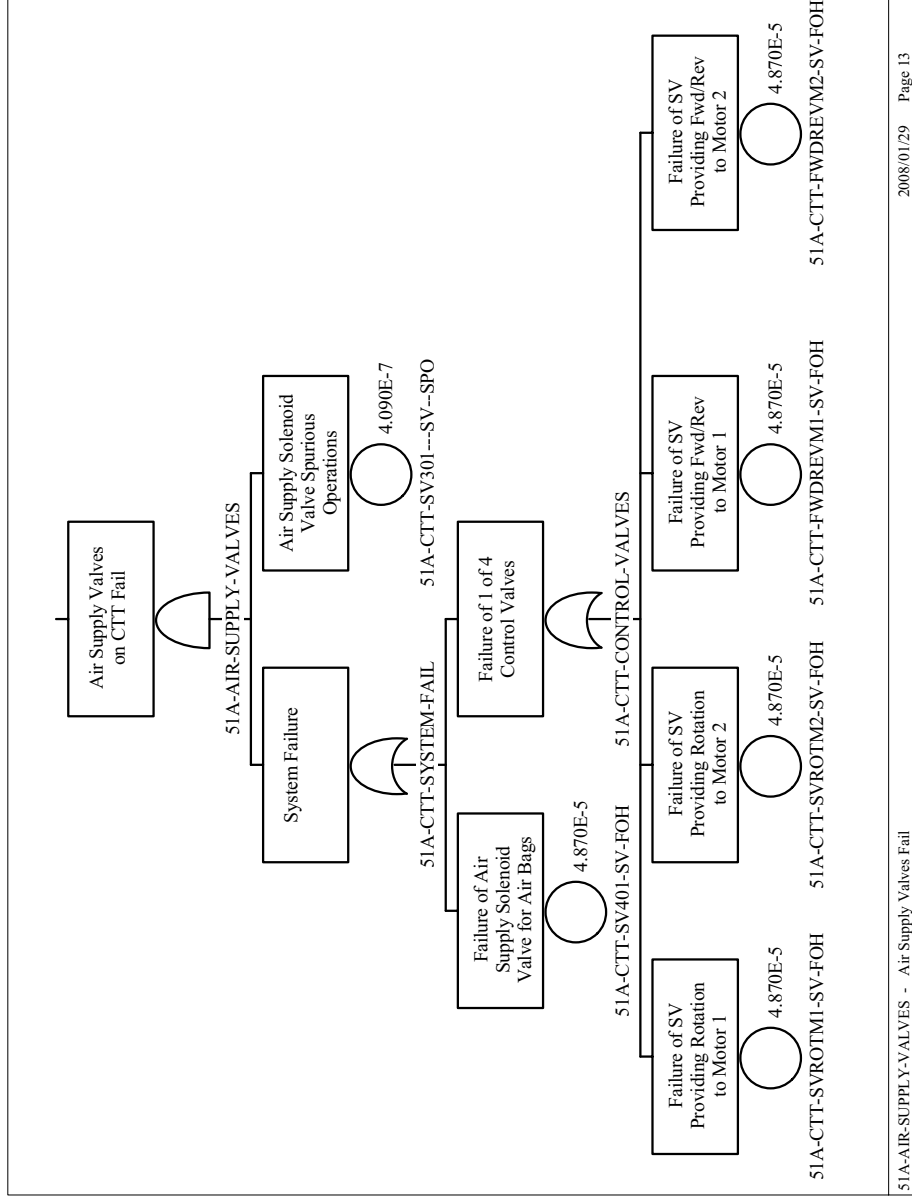 Air Supply Valves
on CTT Fail
51A-AIR-SUPPLY-VALVES
System Failure
51A-CTT-SYSTEM-FAIL
Air Supply Solenoid
Valve Spurious
Operations
4.090E-7
51A-CTT-SV301---SV--SPO
Failure of Air
Supply Solenoid
Valve for Air Bags
4.870E-5
51A-CTT-SV401-SV-FOH
Failure of 1 of 4
Control Valves
51A-CTT-CONTROL-VALVES
Failure of SV
Providing Rotation
to Motor 1
4.870E-5
51A-CTT-SVROTM1-SV-FOH
Failure of SV
Providing Rotation
to Motor 2
4.870E-5
51A-CTT-SVROTM2-SV-FOH
Failure of SV
Providing Fwd/Rev
to Motor 1
4.870E-5
51A-CTT-FWDREVM1-SV-FOH
Failure of SV
Providing Fwd/Rev
to Motor 2
4.870E-5
51A-CTT-FWDREVM2-SV-FOH
51A-AIR-SUPPLY-VALVES - Air Supply Valves Fail
2008/01/29 Page 13